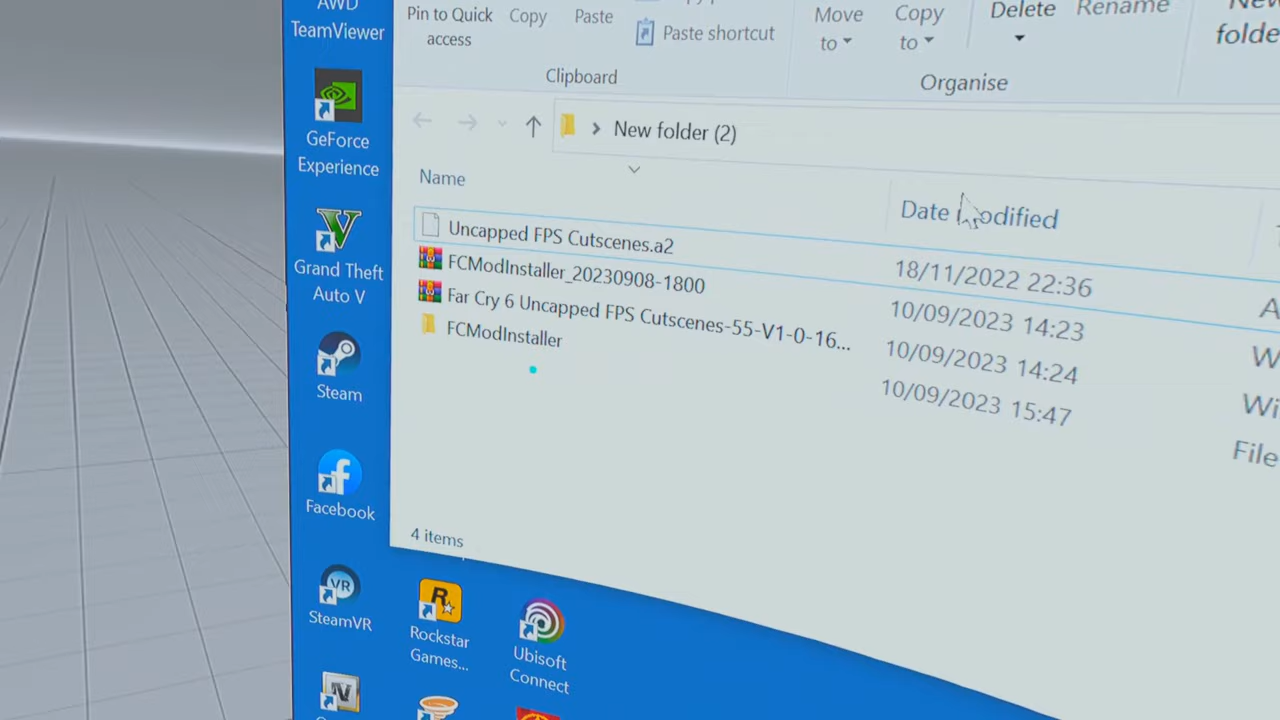 AWD
TeamViewer
GeForce
Experience
Grand Theft
Auto V
Steam
Facebook
VR
SteamVR
Rockstar
Games...
Ubisoft
Connect
Pin to Quick
access
Copy
Paste
Paste shortcut
Clipboard
Move
to
Copy
to
Delete
Rename
Organise
New folder (2)
Name
Date modified
Uncapped FPS Cutscenes.a2
18/11/2022 22:36
FCModInstaller_20230908-1800
10/09/2023 14:23
Far Cry 6 Uncapped FPS Cutscenes-55-V1-0-16...
10/09/2023 14:24
FCModInstaller
10/09/2023 15:47
File
4 items